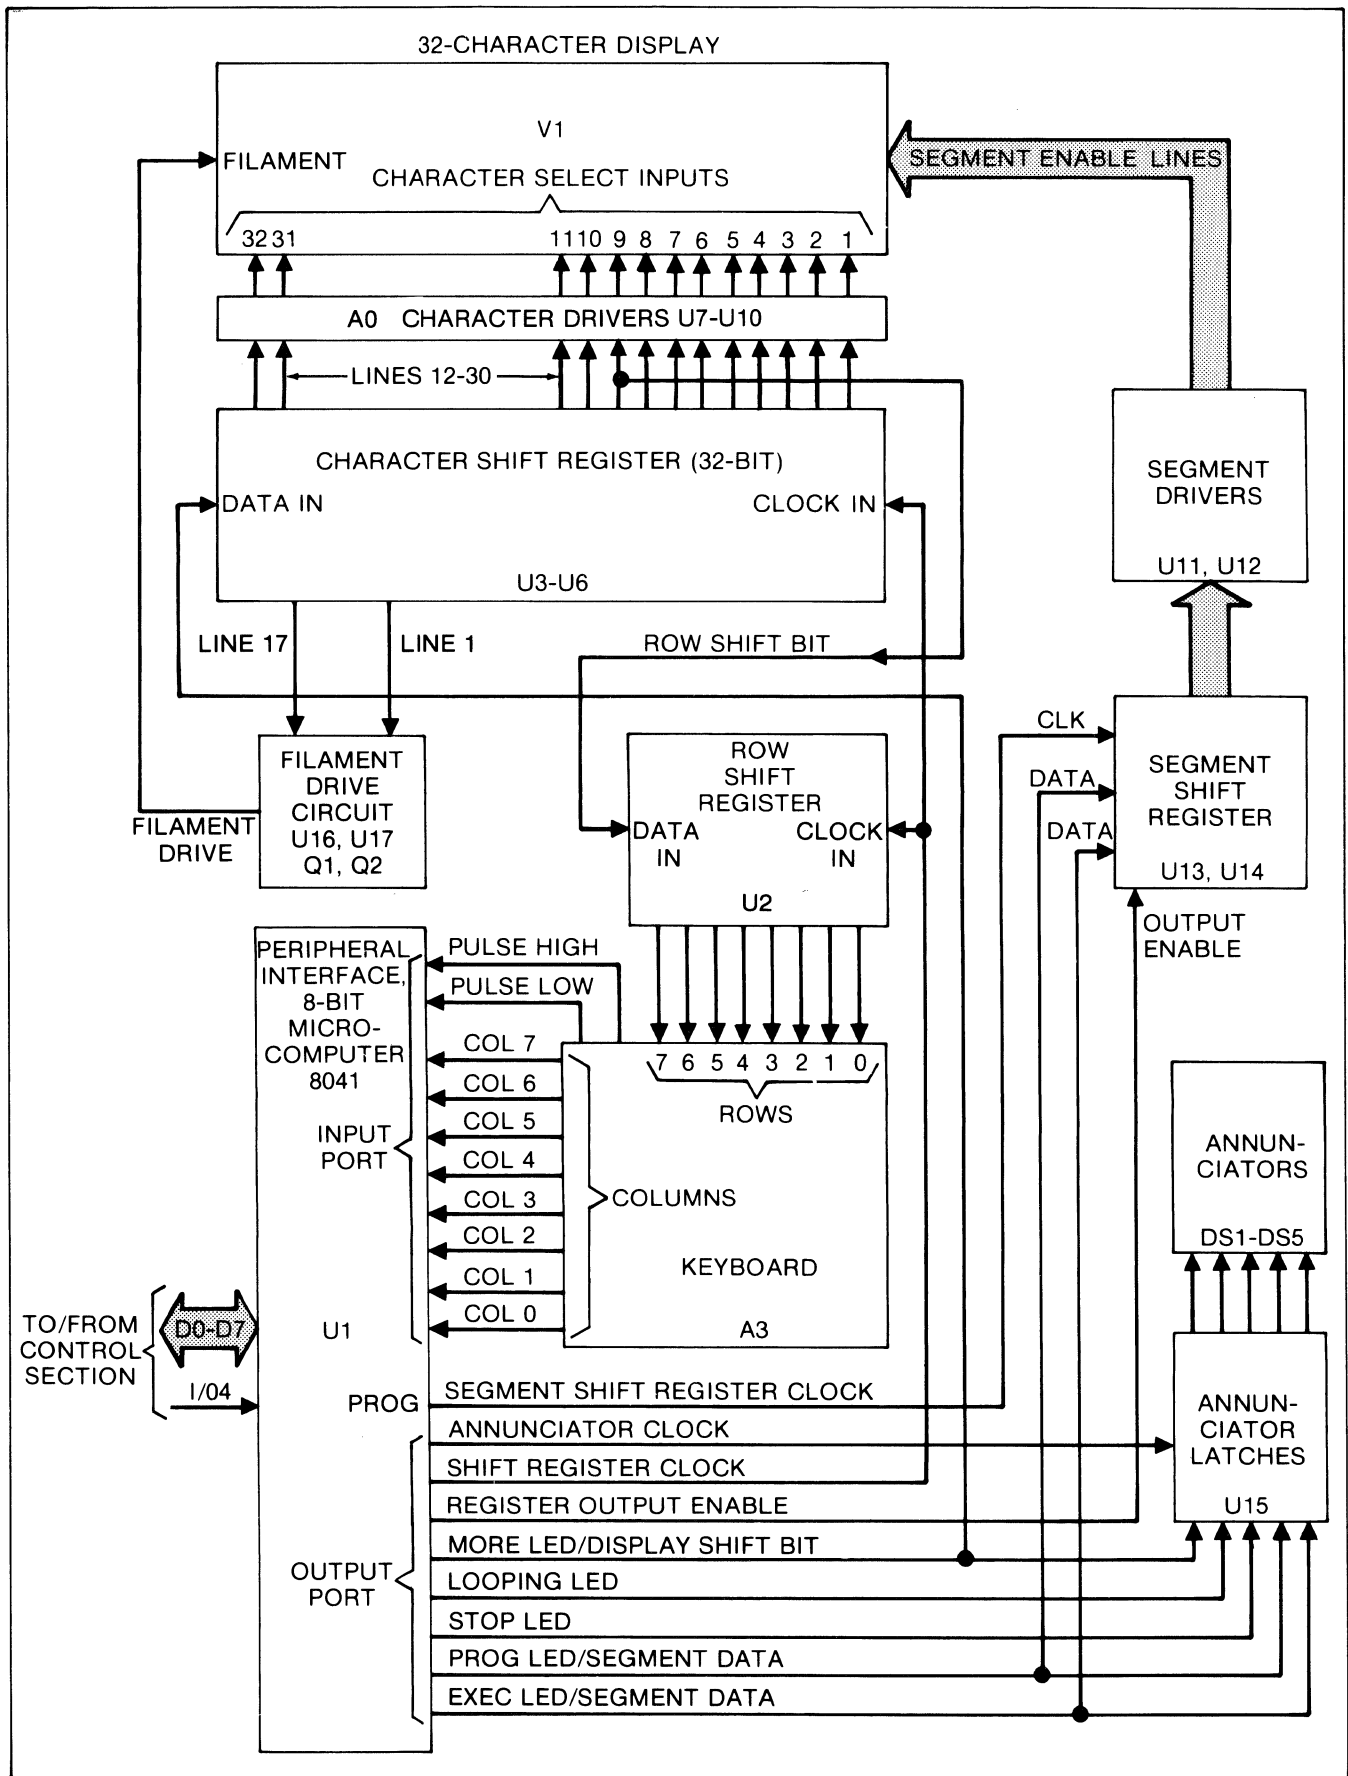 32-CHARACTER DISPLAY
V1
FILAMENT
CHARACTER SELECT INPUTS
32 31 11 10 9 8 7 6 5 4 3 2 1
SEGMENT ENABLE LINES
A0 CHARACTER DRIVERS U7-U10
LINES 12-30
CHARACTER SHIFT REGISTER (32-BIT)
DATA IN
CLOCK IN
U3-U6
SEGMENT
DRIVERS
U11, U12
LINE 17
LINE 1
ROW SHIFT BIT
FILAMENT
DRIVE
CIRCUIT
U16, U17
Q1, Q2
FILAMENT
DRIVE
ROW
SHIFT
REGISTER
DATA
IN
CLOCK
IN
U2
CLK
DATA
DATA
SEGMENT
SHIFT
REGISTER
U13, U14
OUTPUT
ENABLE
PERIPHERAL
INTERFACE,
8-BIT
MICRO-
COMPUTER
8041
INPUT
PORT
PULSE HIGH
PULSE LOW
COL 7
COL 6
COL 5
COL 4
COL 3
COL 2
COL 1
COL 0
7 6 5 4 3 2 1 0
ROWS
COLUMNS
KEYBOARD
A3
ANNUN-
CIATORS
DS1-DS5
TO/FROM
CONTROL
SECTION
D0-D7
I/04
U1
PROG
SEGMENT SHIFT REGISTER CLOCK
ANNUNCIATOR CLOCK
SHIFT REGISTER CLOCK
REGISTER OUTPUT ENABLE
MORE LED/DISPLAY SHIFT BIT
LOOPING LED
STOP LED
PROG LED/SEGMENT DATA
EXEC LED/SEGMENT DATA
OUTPUT
PORT
ANNUN-
CIATOR
LATCHES
U15